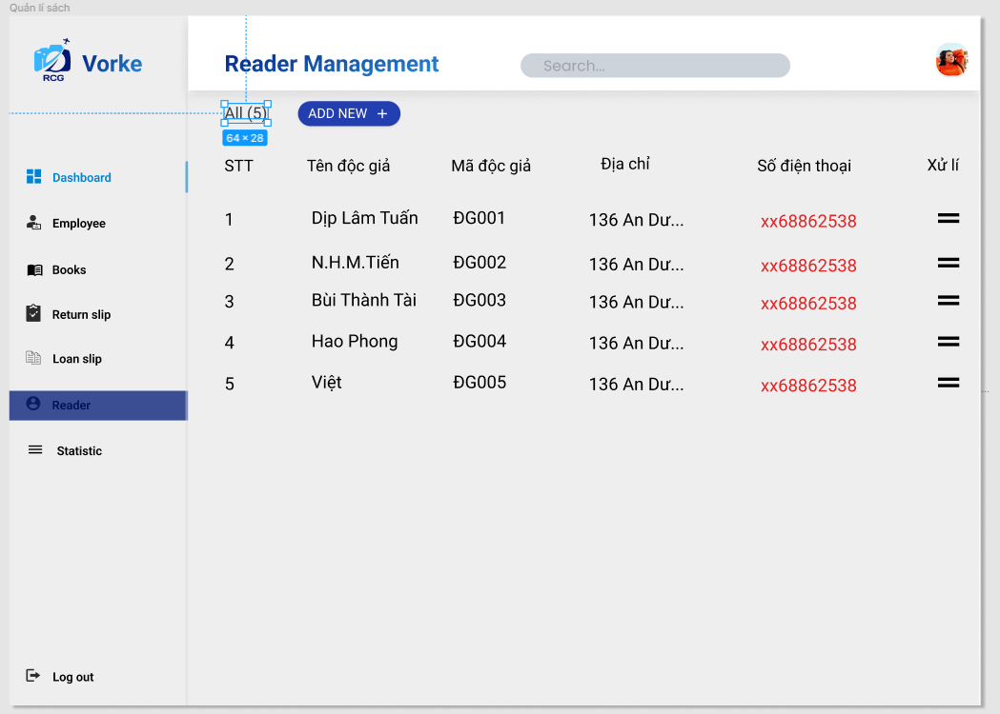 Quản lí sách
RCG
Vorke
Reader Management
Search...
All (5)
ADD NEW +
64 × 28
STT Tên độc giả Mã độc giả Địa chỉ Số điện thoại Xử lí
1 Dịp Lâm Tuấn ĐG001 136 An Dư... xx68862538
2 N.H.M.Tiến ĐG002 136 An Dư... xx68862538
3 Bùi Thành Tài ĐG003 136 An Dư... xx68862538
4 Hao Phong ĐG004 136 An Dư... xx68862538
5 Việt ĐG005 136 An Dư... xx68862538
Dashboard
Employee
Books
Return slip
Loan slip
Reader
Statistic
Log out